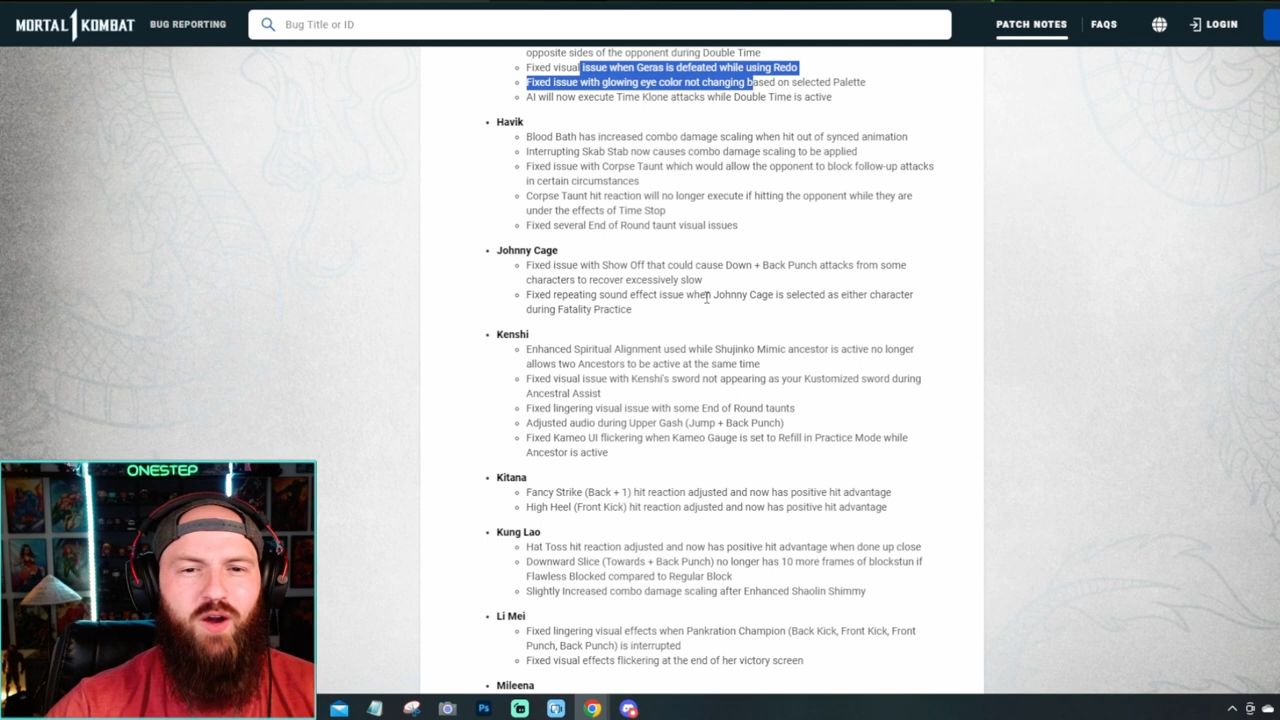 MORTAL KOMBAT BUG REPORTING Bug Title or ID PATCH NOTES FAQS LOGIN
opposite sides of the opponent during Double Time
Fixed visual issue when Geras is defeated while using Redo
Fixed issue with glowing eye color not changing based on selected Palette
AI will now execute Time Klone attacks while Double Time is active
Havik
Blood Bath has increased combo damage scaling when hit out of synced animation
Interrupting Skab Stab now causes combo damage scaling to be applied
Fixed issue with Corpse Taunt which would allow the opponent to block follow-up attacks
in certain circumstances
Corpse Taunt hit reaction will no longer execute if hitting the opponent while they are
under the effects of Time Stop
Fixed several End of Round taunt visual issues
Johnny Cage
Fixed issue with Show Off that could cause Down + Back Punch attacks from some
characters to recover excessively slow
Fixed repeating sound effect issue when Johnny Cage is selected as either character
during Fatality Practice
Kenshi
Enhanced Spiritual Alignment used while Shujinko Mimic ancestor is active no longer
allows two Ancestors to be active at the same time
Fixed visual issue with Kenshi's sword not appearing as your Kustomized sword during
Ancestral Assist
Fixed lingering visual issue with some End of Round taunts
Adjusted audio during Upper Gash (Jump + Back Punch)
Fixed Kameo UI flickering when Kameo Gauge is set to Refill in Practice Mode while
Ancestor is active
Kitana
Fancy Strike (Back + 1) hit reaction adjusted and now has positive hit advantage
High Heel (Front Kick) hit reaction adjusted and now has positive hit advantage
Kung Lao
Hat Toss hit reaction adjusted and now has positive hit advantage when done up close
Downward Slice (Towards + Back Punch) no longer has 10 more frames of blockstun if
Flawless Blocked compared to Regular Block
Slightly Increased combo damage scaling after Enhanced Shaolin Shimmy
Li Mei
Fixed lingering visual effects when Pankration Champion (Back Kick, Front Kick, Front
Punch, Back Punch) is interrupted
Fixed visual effects flickering at the end of her victory screen
Mileena
ONESTEP
Ps